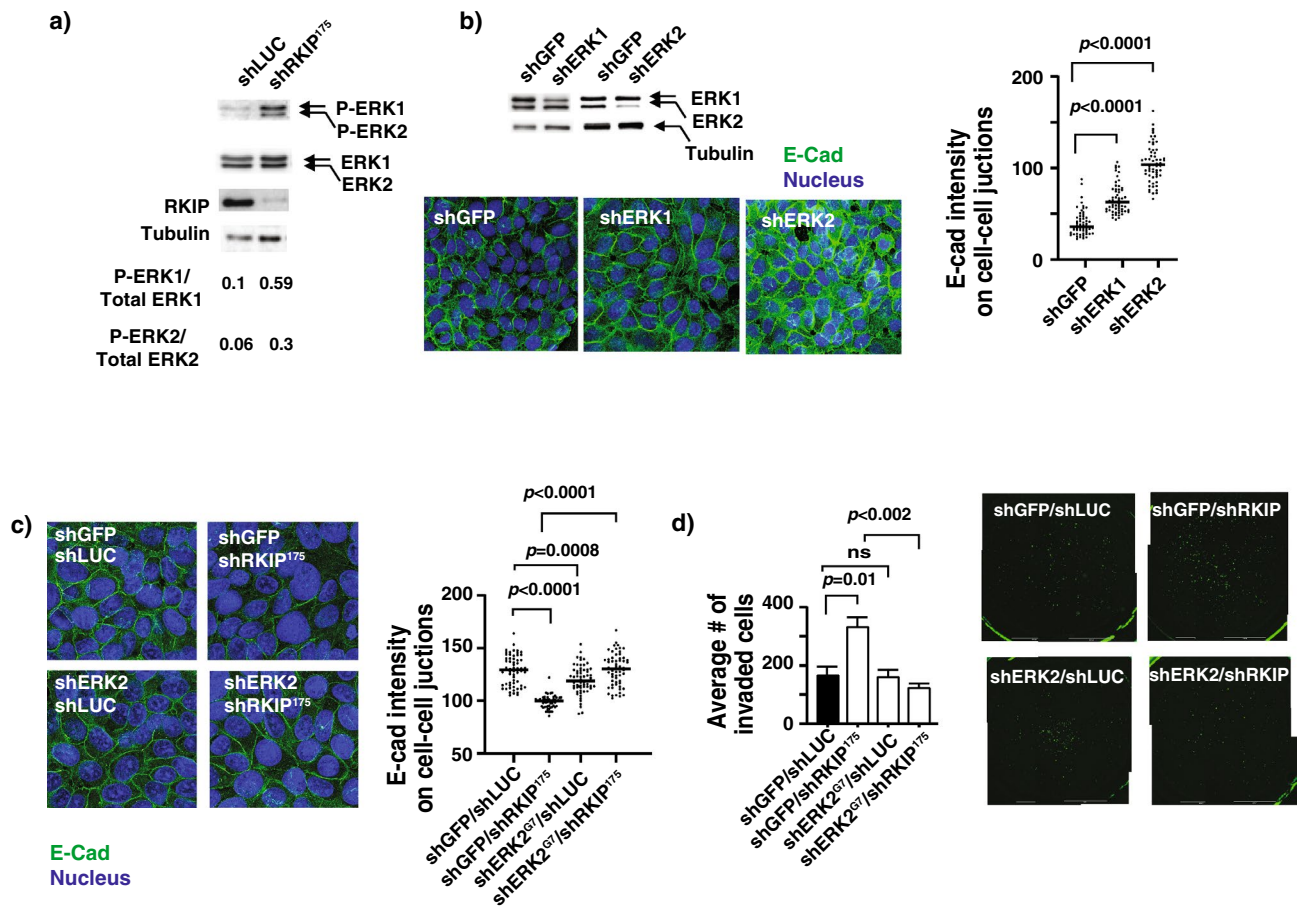 a)
shLUC
shRKIP175
P-ERK1
P-ERK2
ERK1
ERK2
RKIP
Tubulin
P-ERK1/
Total ERK1
0.1 0.59
P-ERK2/
Total ERK2
0.06 0.3
b)
shGFP
shERK1
shGFP
shERK2
ERK1
ERK2
Tubulin
E-Cad
Nucleus
shGFP
shERK1
shERK2
p<0.0001
p<0.0001
200
100
0
E-cad intensity
on cell-cell juctions
shGFP
shERK1
shERK2
c)
shGFP
shLUC
shGFP
shRKIP175
shERK2
shLUC
shERK2
shRKIP175
E-Cad
Nucleus
p<0.0001
p=0.0008
p<0.0001
200
150
100
50
E-cad intensity
on cell-cell juctions
shGFP/shLUC
shGFP/shRKIP175
shERK2G7/shLUC
shERK2G7/shRKIP175
d)
p<0.002
ns
p=0.01
400
200
0
Average # of
invaded cells
shGFP/shLUC
shGFP/shRKIP175
shERK2G7/shLUC
shERK2G7/shRKIP175
shGFP/shLUC
shGFP/shRKIP
shERK2/shLUC
shERK2/shRKIP